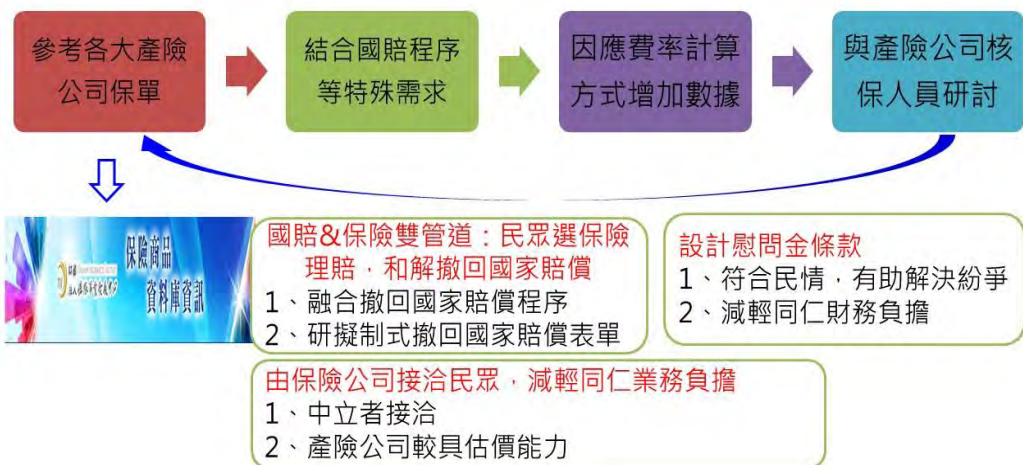 參考各大產險
公司保單
結合國賠程序
等特殊需求
因應費率計算
方式增加數據
與產險公司核
保人員研討
保險商品
資料庫資訊
國賠&保險雙管道：民眾選保險
理賠，和解撤回國家賠償
1、融合撤回國家賠償程序
2、研擬制式撤回國家賠償表單
設計慰問金條款
1、符合民情，有助解決紛爭
2、減輕同仁財務負擔
由保險公司接洽民眾，減輕同仁業務負擔
1、中立者接洽
2、產險公司較具估價能力